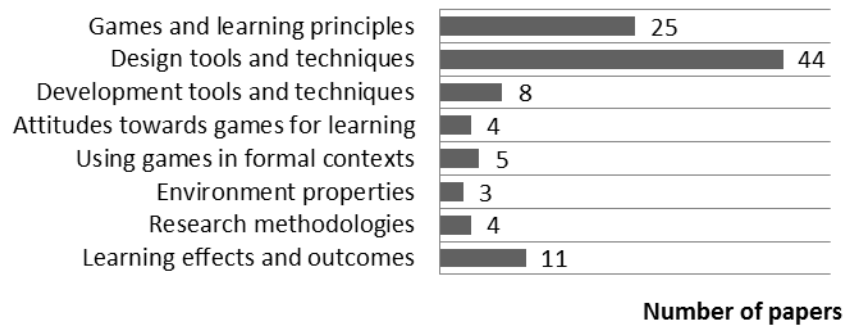 Games and learning principles 25
Design tools and techniques 44
Development tools and techniques 8
Attitudes towards games for learning 4
Using games in formal contexts 5
Environment properties 3
Research methodologies 4
Learning effects and outcomes 11
Number of papers